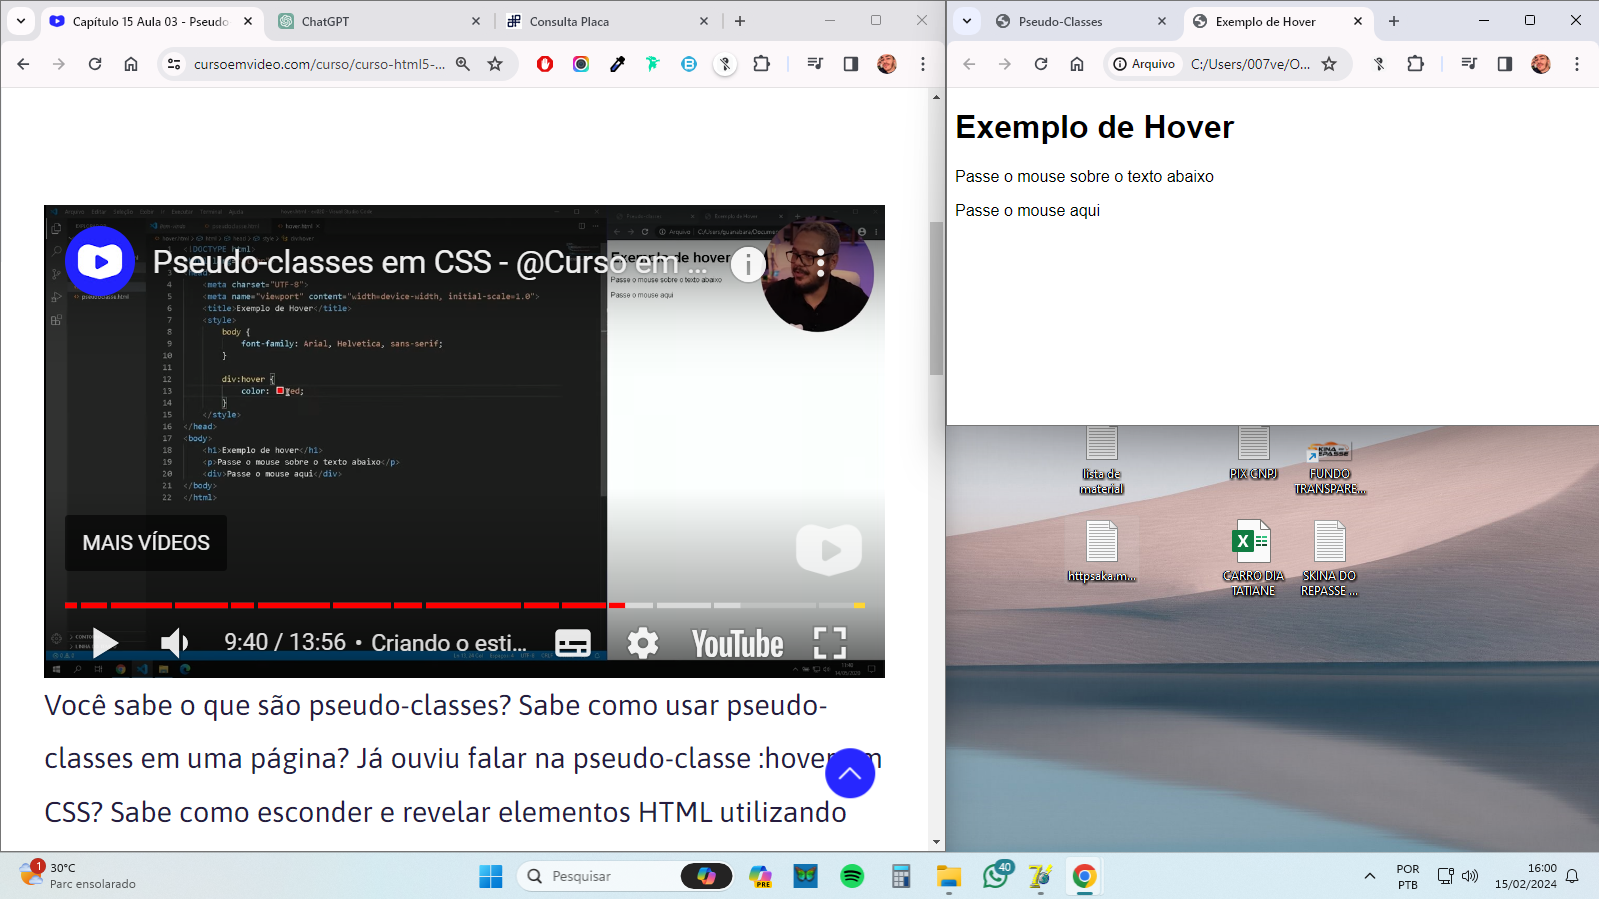 Capítulo 15 Aula 03 - Pseudo
ChatGPT
Consulta Placa
cursoemvideo.com/curso/curso-html5-...
Pseudo-Classes
Exemplo de Hover
Arquivo
C:/Users/007ve/O...
Exemplo de Hover
Passe o mouse sobre o texto abaixo
Passe o mouse aqui
Pseudo-classes em CSS - @Curso em ...
Exemplo de hover
Passe o mouse sobre o texto abaixo
Passe o mouse aqui
1 <!DOCTYPE html>
4 <meta charset="UTF-8">
5 <meta name="viewport" content="width=device-width, initial-scale=1.0">
6 <title>Exemplo de Hover</title>
7 <style>
8 body {
9 font-family: Arial, Helvetica, sans-serif;
10 }
11
12 div:hover {
13 color: red;
14 }
15 </style>
16 </head>
17 <body>
18 <h1>Exemplo de hover</h1>
19 <p>Passe o mouse sobre o texto abaixo</p>
20 <div>Passe o mouse aqui</div>
21 </body>
22 </html>
MAIS VÍDEOS
9:40 / 13:56 • Criando o esti...
YouTube
Você sabe o que são pseudo-
classes? Sabe como usar pseudo-
classes em uma página? Já ouviu falar na pseudo-classe :hover em
CSS? Sabe como esconder e revelar elementos HTML utilizando
lista de
material
PIX CNPJ
FUNDO
TRANSPARE...
httpsaka.m...
CARRO DIA
TATIANE
SKINA DO
REPASSE ...
1
30°C
Parc ensolarado
Pesquisar
PRE
40
POR
PTB
16:00
15/02/2024